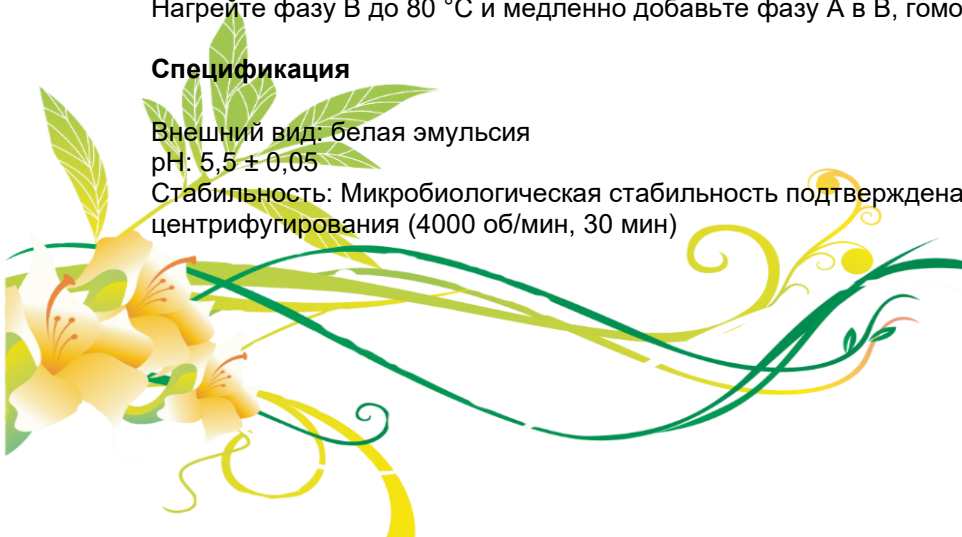 Нагрейте фазу В до 80 °C и медленно добавьте фазу А в В, гомо
Спецификация
Внешний вид: белая эмульсия
pH: 5,5 ± 0,05
Стабильность: Микробиологическая стабильность подтверждена
центрифугирования (4000 об/мин, 30 мин)